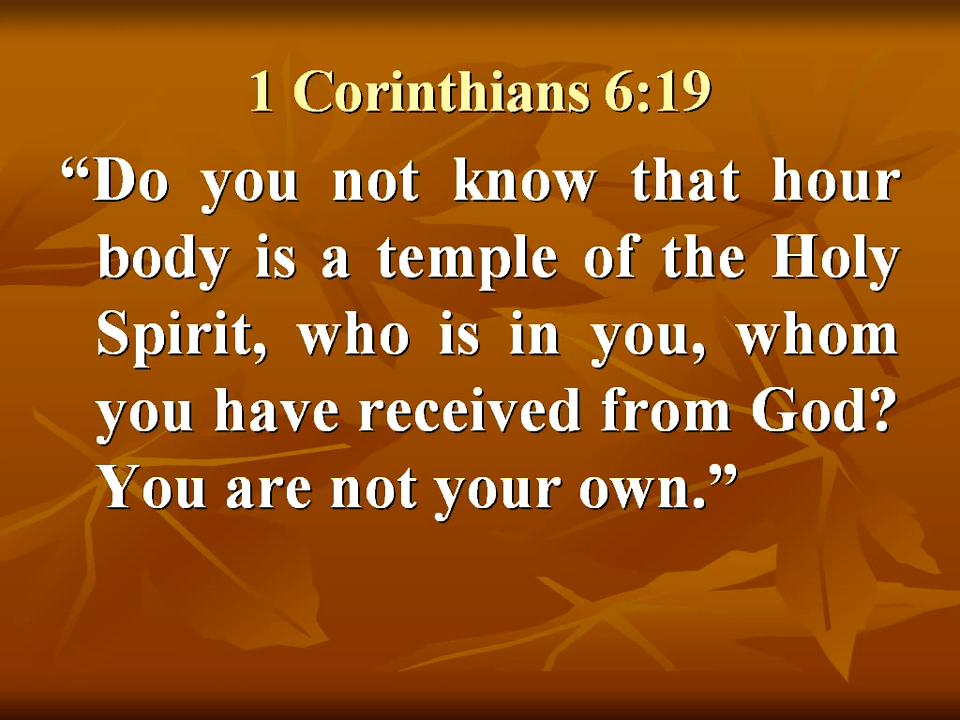 1 Corinthians 6:19
“Do you not know that hour
body is a temple of the Holy
Spirit, who is in you, whom
you have received from God?
You are not your own.”